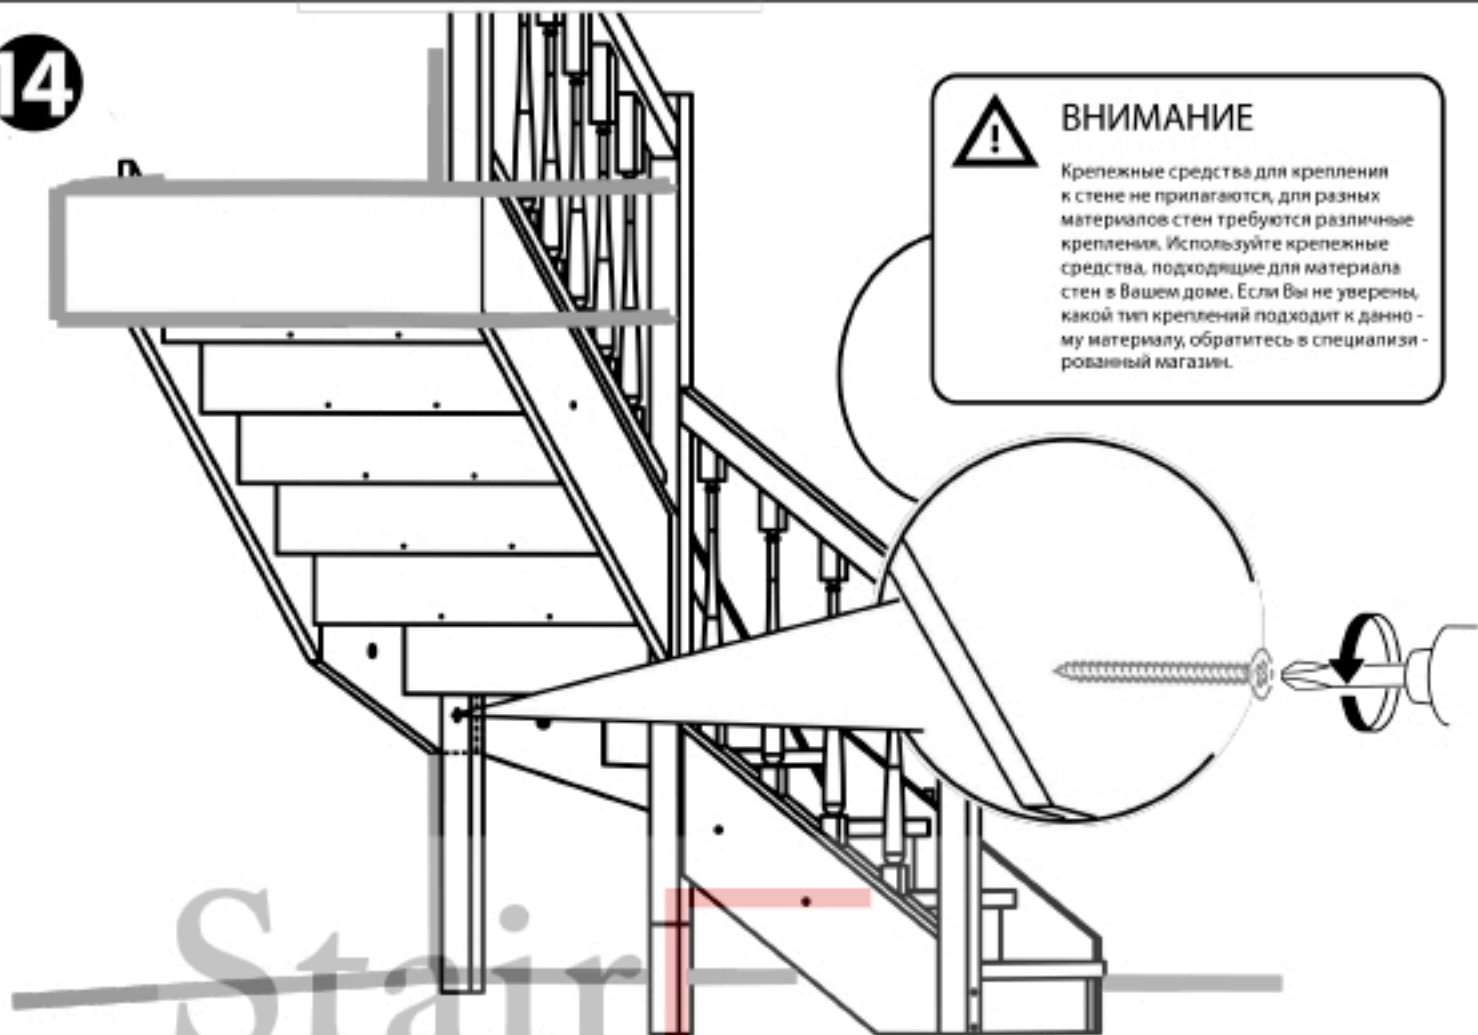 14
ВНИМАНИЕ
Крепежные средства для крепления
к стене не прилагаются, для разных
материалов стен требуются различные
крепления. Используйте крепежные
средства, подходящие для материала
стен в Вашем доме. Если Вы не уверены,
какой тип креплений подходит к данно -
му материалу, обратитесь в специализи -
рованный магазин.
Stair